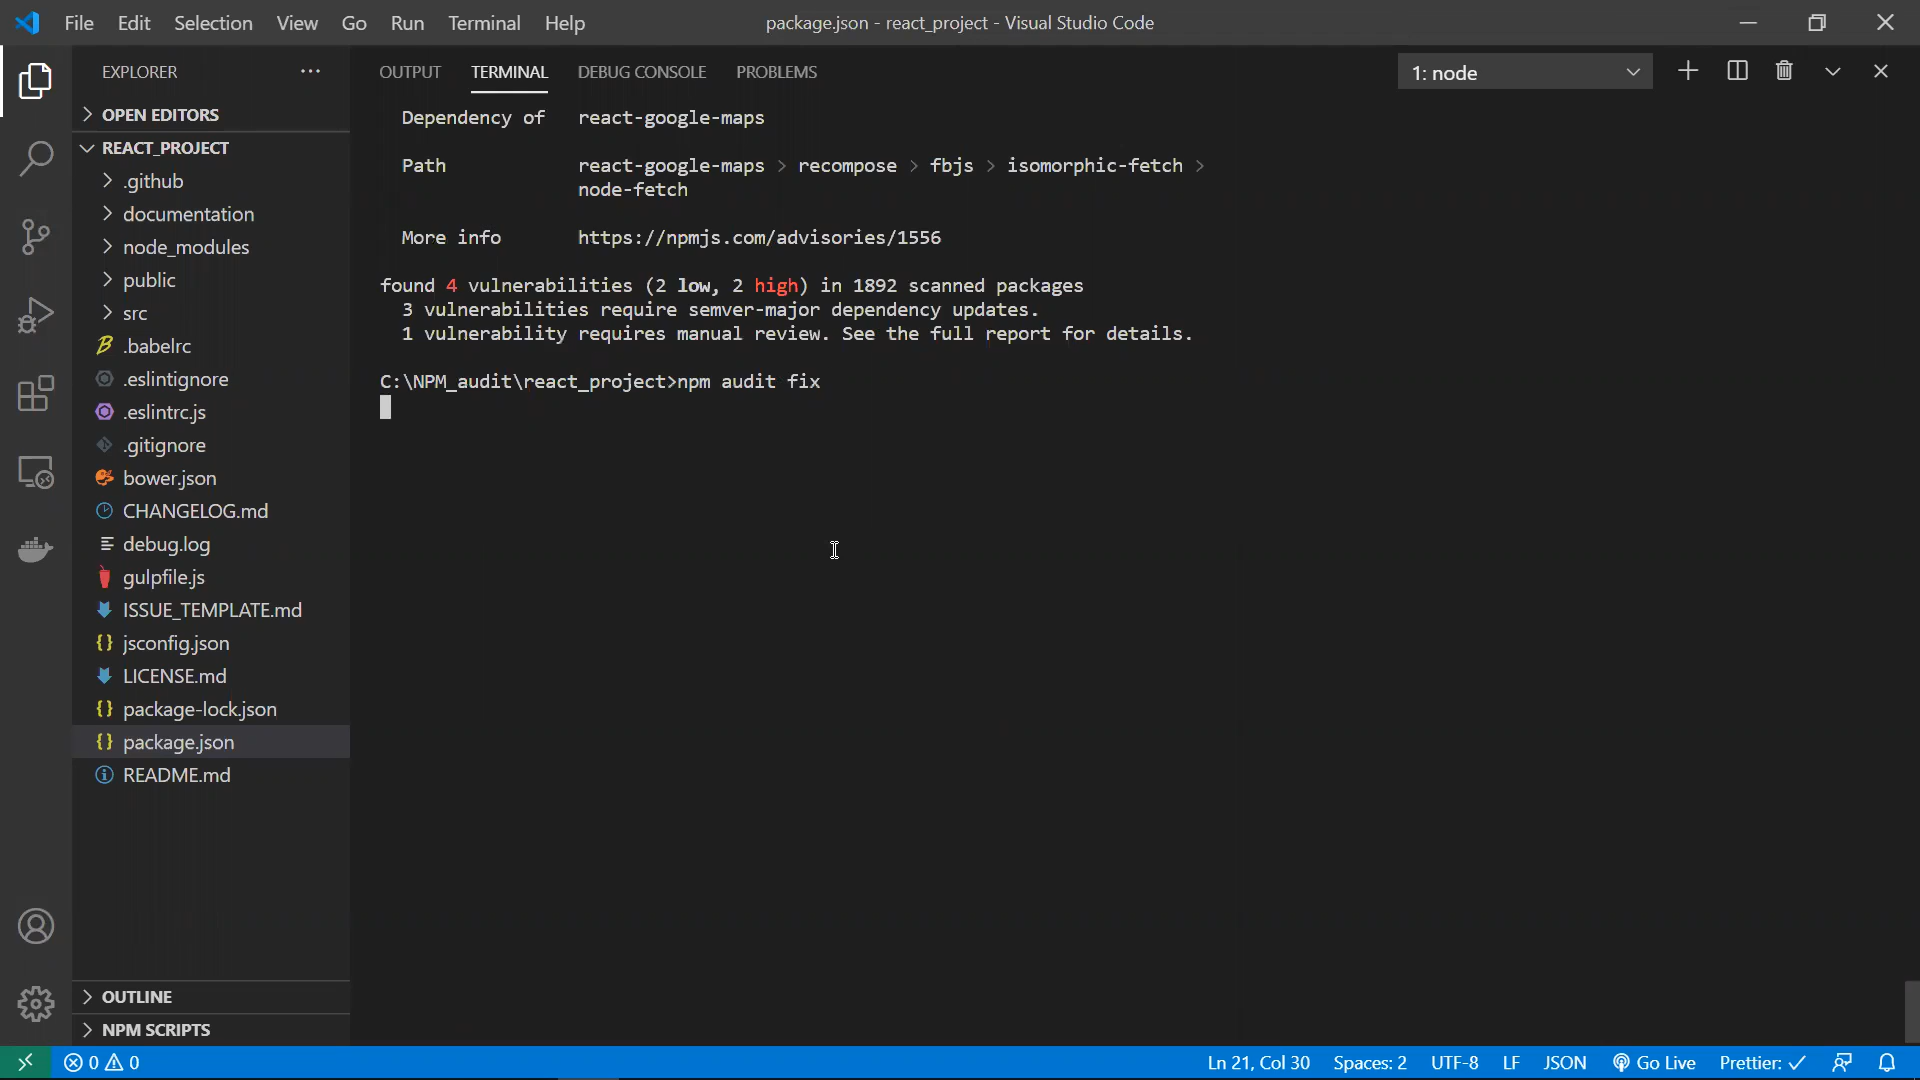 File Edit Selection View Go Run Terminal Help
package.json - react_project - Visual Studio Code
EXPLORER
OPEN EDITORS
REACT_PROJECT
.github
documentation
node_modules
public
src
.babelrc
.eslintignore
.eslintrc.js
.gitignore
bower.json
CHANGELOG.md
debug.log
gulpfile.js
ISSUE_TEMPLATE.md
jsconfig.json
LICENSE.md
package-lock.json
package.json
README.md
OUTLINE
NPM SCRIPTS
OUTPUT TERMINAL DEBUG CONSOLE PROBLEMS
1: node
Dependency of react-google-maps
Path react-google-maps > recompose > fbjs > isomorphic-fetch >
node-fetch
More info https://npmjs.com/advisories/1556
found 4 vulnerabilities (2 low, 2 high) in 1892 scanned packages
3 vulnerabilities require semver-major dependency updates.
1 vulnerability requires manual review. See the full report for details.
C:\NPM_audit\react_project>npm audit fix
0 0
Ln 21, Col 30 Spaces: 2 UTF-8 LF JSON Go Live Prettier: ✓